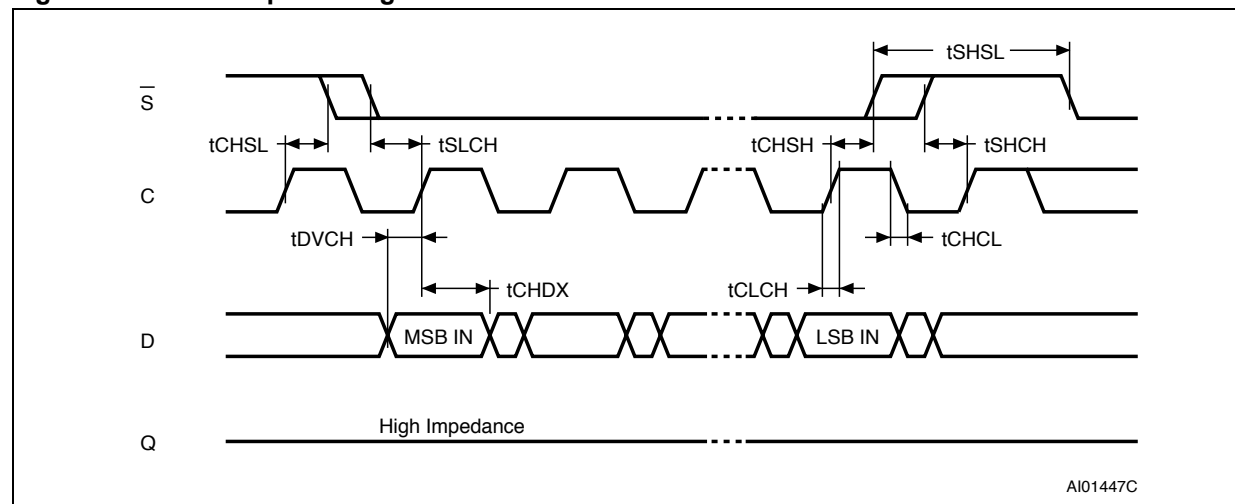 tSHSL
S
tCHSL
tSLCH
tCHSH
tSHCH
C
tDVCH
tCHCL
tCHDX
tCLCH
D
MSB IN
LSB IN
High Impedance
Q
AI01447C